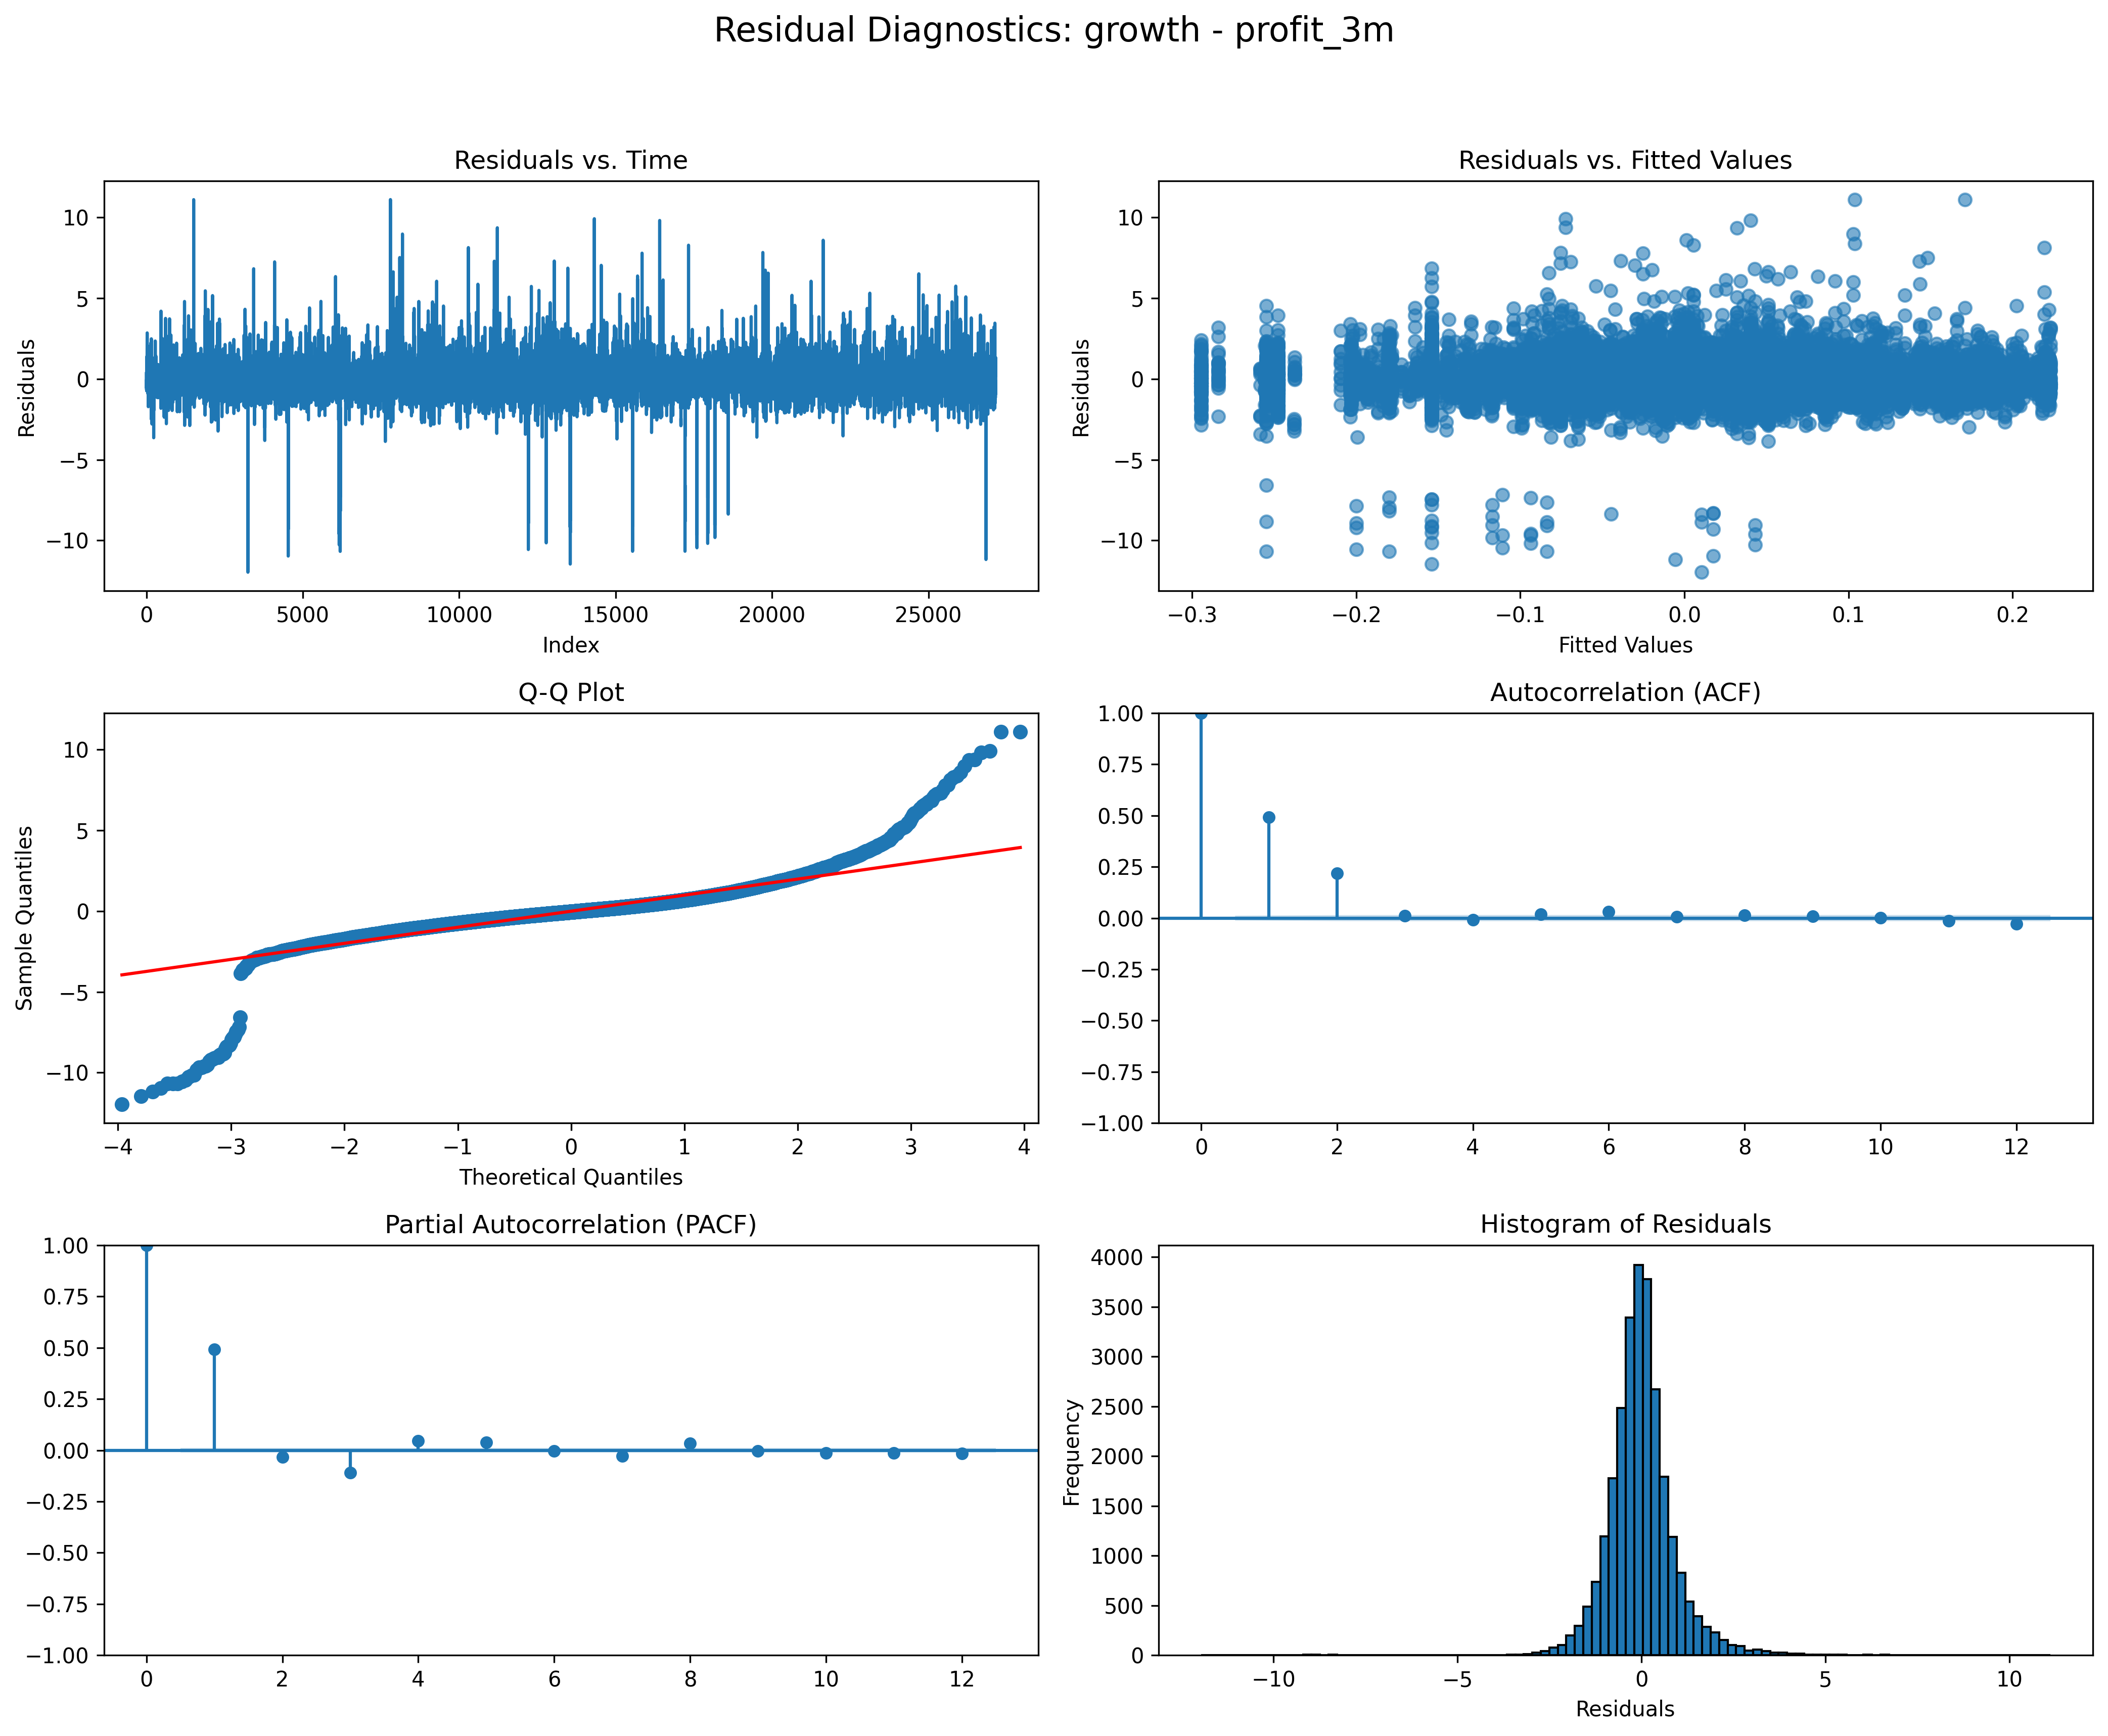 Residual Diagnostics: growth - profit_3m
Residuals vs. Time
10
5
0
−5
−10
Residuals
0 5000 10000 15000 20000 25000
Index
Residuals vs. Fitted Values
10
5
0
−5
−10
Residuals
−0.3 −0.2 −0.1 0.0 0.1 0.2
Fitted Values
Q-Q Plot
10
5
0
−5
−10
Sample Quantiles
−4 −3 −2 −1 0 1 2 3 4
Theoretical Quantiles
Autocorrelation (ACF)
1.00
0.75
0.50
0.25
0.00
−0.25
−0.50
−0.75
−1.00
0 2 4 6 8 10 12
Partial Autocorrelation (PACF)
1.00
0.75
0.50
0.25
0.00
−0.25
−0.50
−0.75
−1.00
0 2 4 6 8 10 12
Histogram of Residuals
4000
3500
3000
2500
2000
1500
1000
500
0
Frequency
−10 −5 0 5 10
Residuals